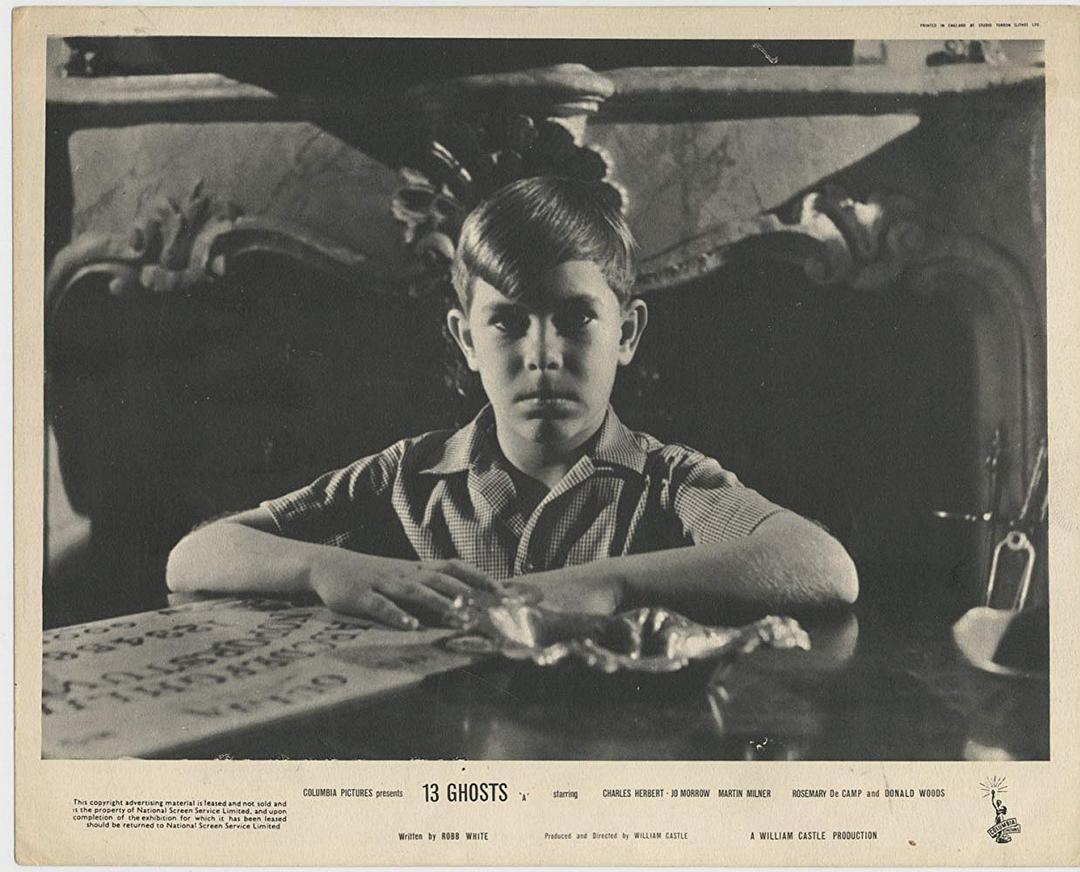 PRINTED IN ENGLAND BY STUDIO TORRON (LITHO) LTD.
COLUMBIA PICTURES presents 13 GHOSTS 'A' starring CHARLES HERBERT · JO MORROW MARTIN MILNER ROSEMARY De CAMP and DONALD WOODS
This copyright advertising material is leased and not sold and
is the property of National Screen Service Limited, and upon
completion of the exhibition for which it has been leased
should be returned to National Screen Service Limited
Written by ROBB WHITE Produced and Directed by WILLIAM CASTLE A WILLIAM CASTLE PRODUCTION
COLUMBIA